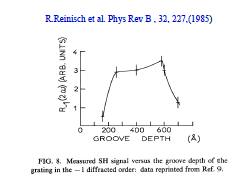 R.Reinisch et al. Phys Rev B , 32, 227,(1985)
R₋₁(2ω) (ARB. UNITS)
4
3
2
1
0 200 400 600 (Å)
GROOVE DEPTH
FIG. 8. Measured SH signal versus the groove depth of the
grating in the −1 diffracted order: data reprinted from Ref. 9.